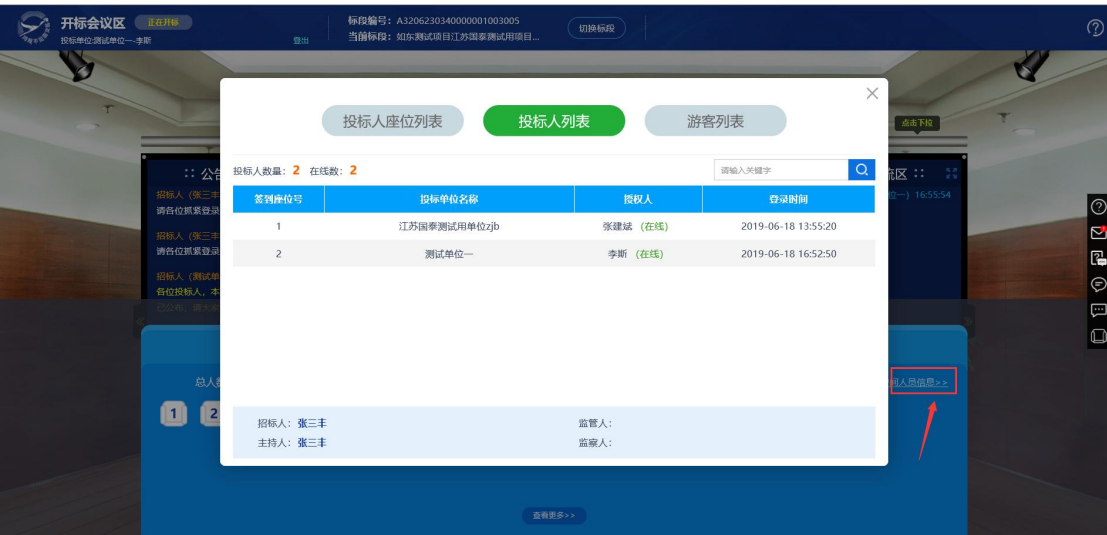 开标会议区 正在开标
投标单位:测试单位一-李斯
登出
标段编号：A3206230340000001003005
当前标段：如东测试项目江苏国泰测试用项目...
切换标段
投标人座位列表 投标人列表 游客列表
点击下拉
投标人数量：2 在线数：2
请输入关键字
签到座位号 投标单位名称 授权人 登录时间
1 江苏国泰测试用单位zjb 张建斌 (在线) 2019-06-18 13:55:20
2 测试单位一 李斯 (在线) 2019-06-18 16:52:50
招标人：张三丰 监管人：
主持人：张三丰 监察人：
:: 公告
招标人（张三丰
请各位抓紧登录
招标人（张三丰
请各位抓紧登录
招标人（测试单
各位投标人，本
流区 ::
位一）16:55:54
总人数
1 2
人员信息>>
查看更多>>